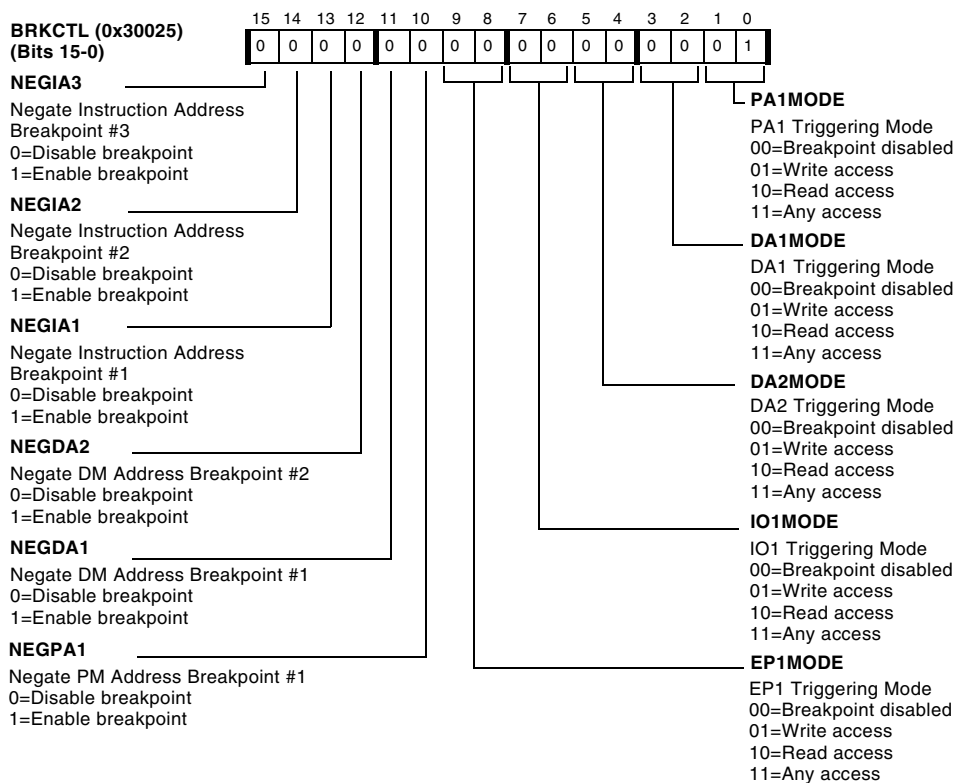 BRKCTL (0x30025)
(Bits 15-0)
15 14 13 12 11 10 9 8 7 6 5 4 3 2 1 0
0 0 0 0 0 0 0 0 0 0 0 0 0 0 0 1
NEGIA3
Negate Instruction Address
Breakpoint #3
0=Disable breakpoint
1=Enable breakpoint
NEGIA2
Negate Instruction Address
Breakpoint #2
0=Disable breakpoint
1=Enable breakpoint
NEGIA1
Negate Instruction Address
Breakpoint #1
0=Disable breakpoint
1=Enable breakpoint
NEGDA2
Negate DM Address Breakpoint #2
0=Disable breakpoint
1=Enable breakpoint
NEGDA1
Negate DM Address Breakpoint #1
0=Disable breakpoint
1=Enable breakpoint
NEGPA1
Negate PM Address Breakpoint #1
0=Disable breakpoint
1=Enable breakpoint
PA1MODE
PA1 Triggering Mode
00=Breakpoint disabled
01=Write access
10=Read access
11=Any access
DA1MODE
DA1 Triggering Mode
00=Breakpoint disabled
01=Write access
10=Read access
11=Any access
DA2MODE
DA2 Triggering Mode
00=Breakpoint disabled
01=Write access
10=Read access
11=Any access
IO1MODE
IO1 Triggering Mode
00=Breakpoint disabled
01=Write access
10=Read access
11=Any access
EP1MODE
EP1 Triggering Mode
00=Breakpoint disabled
01=Write access
10=Read access
11=Any access